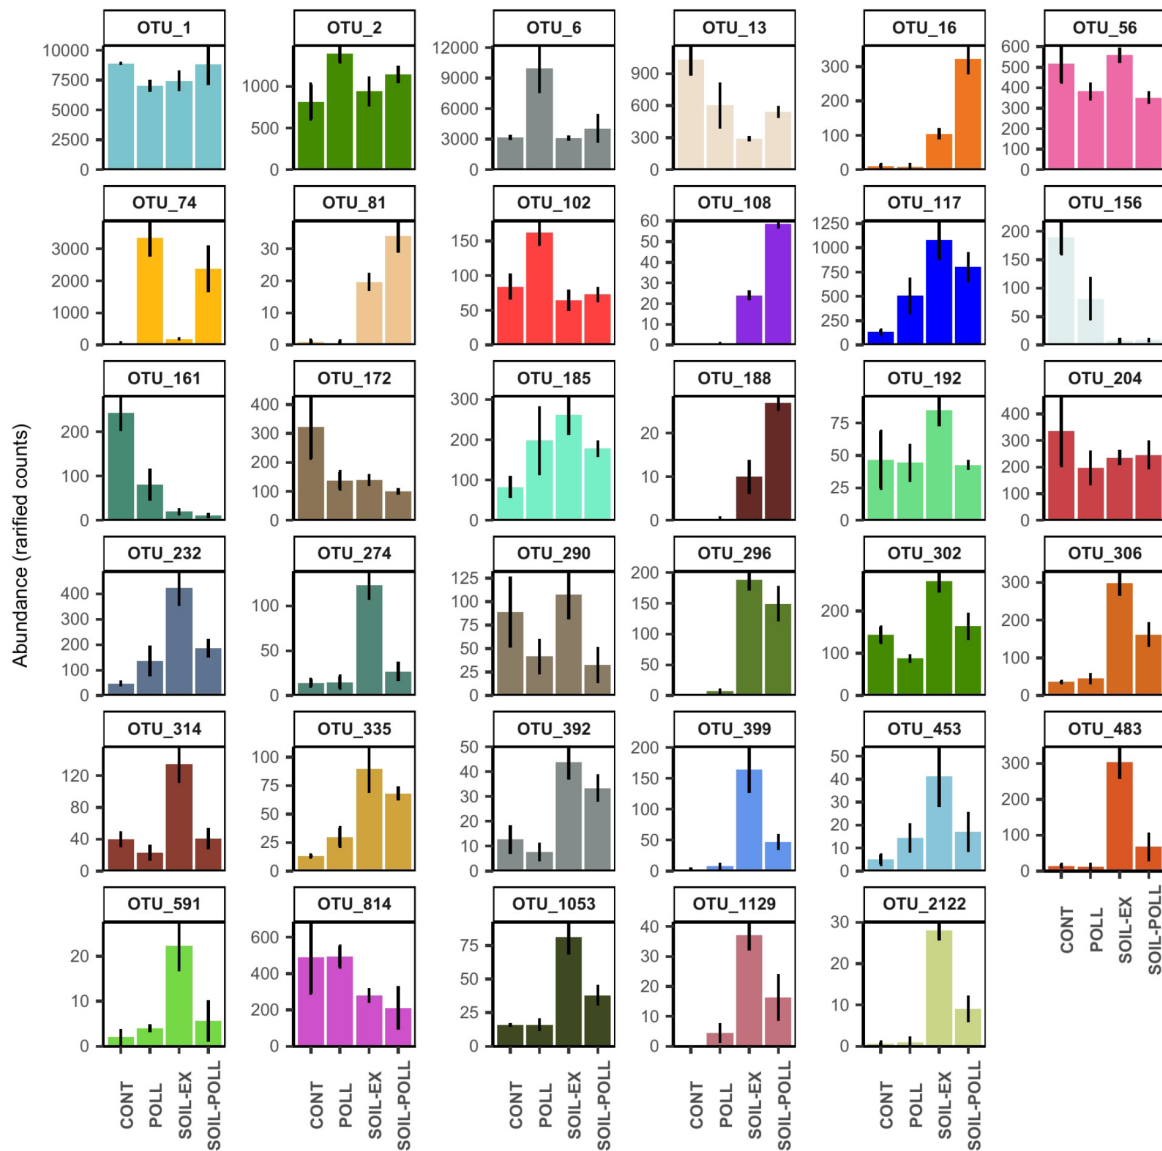 Abundance (rarified counts)
OTU_1
10000
7500
5000
2500
0
OTU_2
1000
500
0
OTU_6
12000
9000
6000
3000
0
OTU_13
900
600
300
0
OTU_16
300
200
100
0
OTU_56
600
500
400
300
200
100
0
OTU_74
3000
2000
1000
0
OTU_81
30
20
10
0
OTU_102
150
100
50
0
OTU_108
60
50
40
30
20
10
0
OTU_117
1250
1000
750
500
250
0
OTU_156
200
150
100
50
0
OTU_161
200
100
0
OTU_172
400
300
200
100
0
OTU_185
300
200
100
0
OTU_188
20
10
0
OTU_192
75
50
25
0
OTU_204
400
300
200
100
0
OTU_232
400
300
200
100
0
OTU_274
100
50
0
OTU_290
125
100
75
50
25
0
OTU_296
200
150
100
50
0
OTU_302
200
100
0
OTU_306
300
200
100
0
OTU_314
120
80
40
0
OTU_335
100
75
50
25
0
OTU_392
50
40
30
20
10
0
OTU_399
200
150
100
50
0
OTU_453
50
40
30
20
10
0
OTU_483
300
200
100
0
CONT
POLL
SOIL-EX
SOIL-POLL
OTU_591
20
10
0
CONT
POLL
SOIL-EX
SOIL-POLL
OTU_814
600
400
200
0
CONT
POLL
SOIL-EX
SOIL-POLL
OTU_1053
75
50
25
0
CONT
POLL
SOIL-EX
SOIL-POLL
OTU_1129
40
30
20
10
0
CONT
POLL
SOIL-EX
SOIL-POLL
OTU_2122
30
20
10
0
CONT
POLL
SOIL-EX
SOIL-POLL